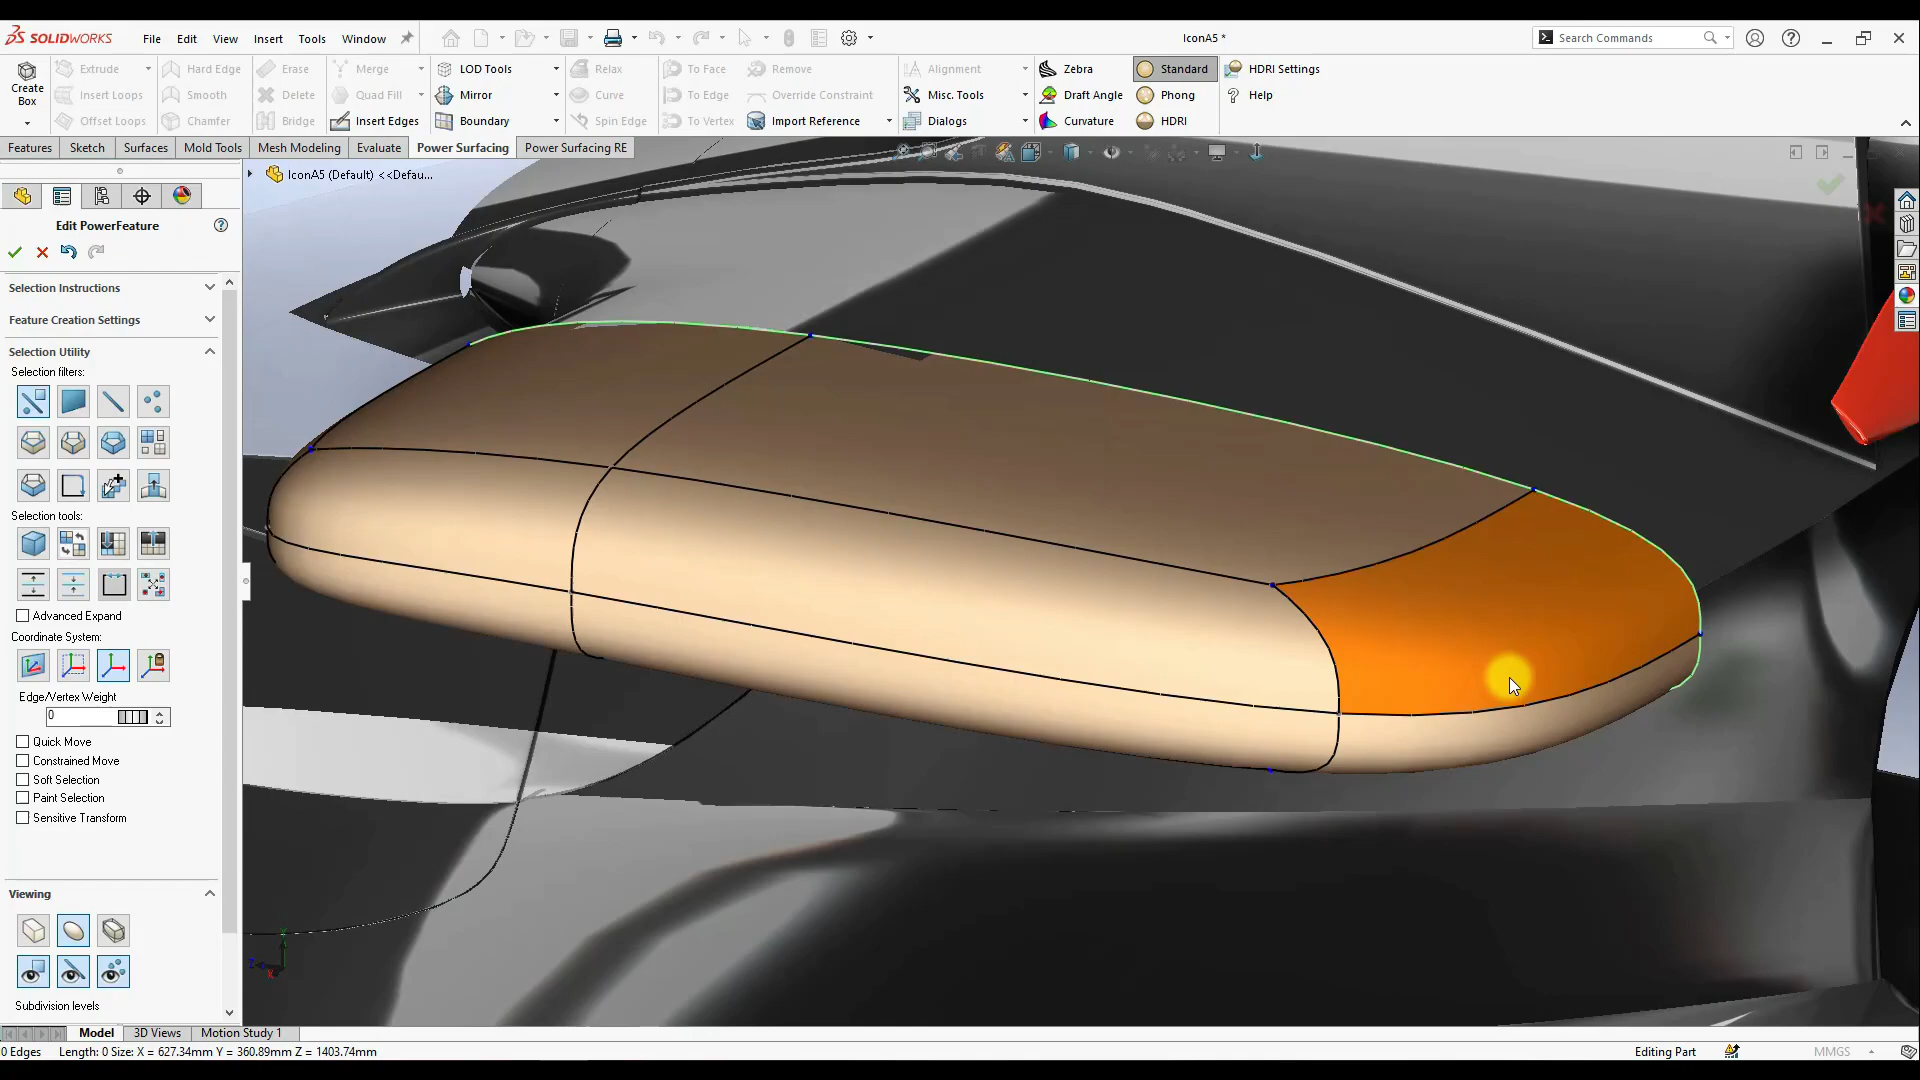 SOLIDWORKS File Edit View Insert Tools Window IconA5 * Search Commands
Create Box
Extrude Hard Edge Erase Merge LOD Tools Relax To Face Remove Alignment Zebra Standard HDRI Settings
Insert Loops Smooth Delete Quad Fill Mirror Curve To Edge Override Constraint Misc. Tools Draft Angle Phong Help
Offset Loops Chamfer Bridge Insert Edges Boundary Spin Edge To Vertex Import Reference Dialogs Curvature HDRI
Features Sketch Surfaces Mold Tools Mesh Modeling Evaluate Power Surfacing Power Surfacing RE
IconA5 (Default) <<Defau...
Edit PowerFeature
Selection Instructions
Feature Creation Settings
Selection Utility
Selection filters:
Selection tools:
Advanced Expand
Coordinate System:
Edge/Vertex Weight
0
Quick Move
Constrained Move
Soft Selection
Paint Selection
Sensitive Transform
Viewing
Subdivision levels
Y
Z
X
Model 3D Views Motion Study 1
0 Edges Length: 0 Size: X = 627.34mm Y = 360.89mm Z = 1403.74mm Editing Part MMGS